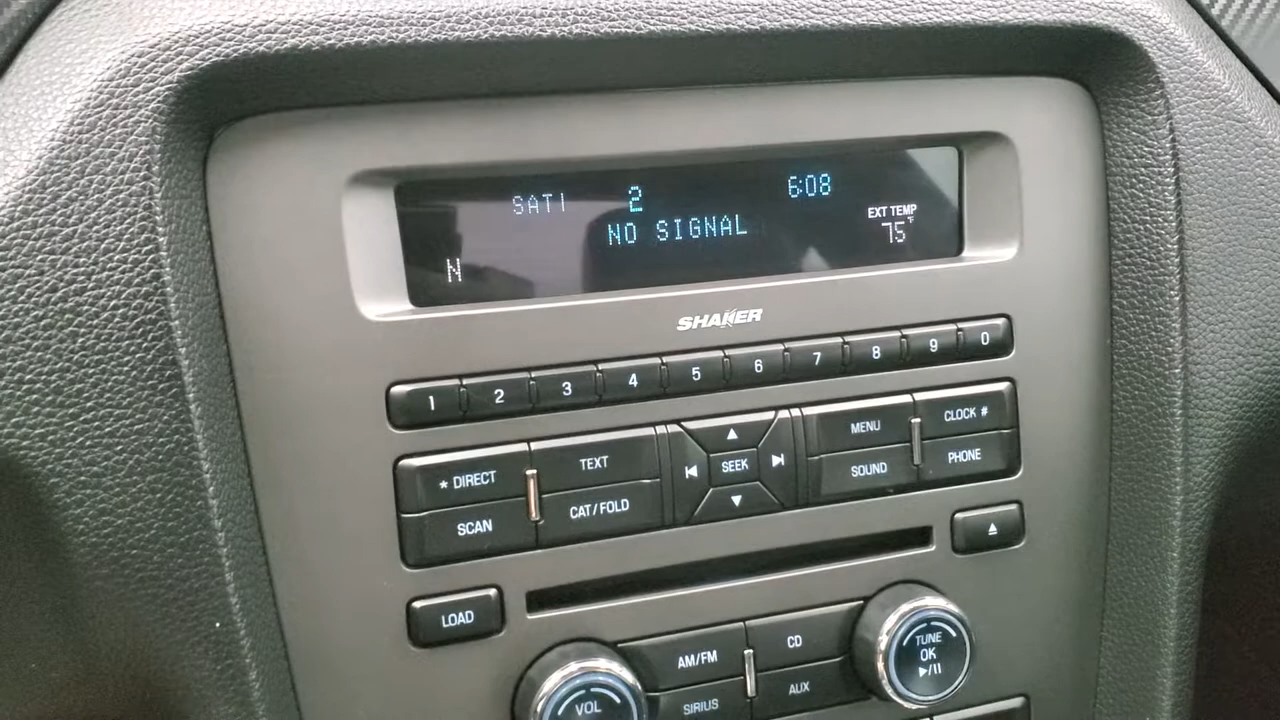 SAT1 2 6:08
NO SIGNAL
EXT TEMP
75°F
N
SHAKER
1 2 3 4 5 6 7 8 9 0
* DIRECT TEXT ▲ MENU CLOCK #
SEEK
SCAN CAT/FOLD ▼ SOUND PHONE
LOAD
AM/FM CD
SIRIUS AUX
VOL
TUNE
OK
▶/II